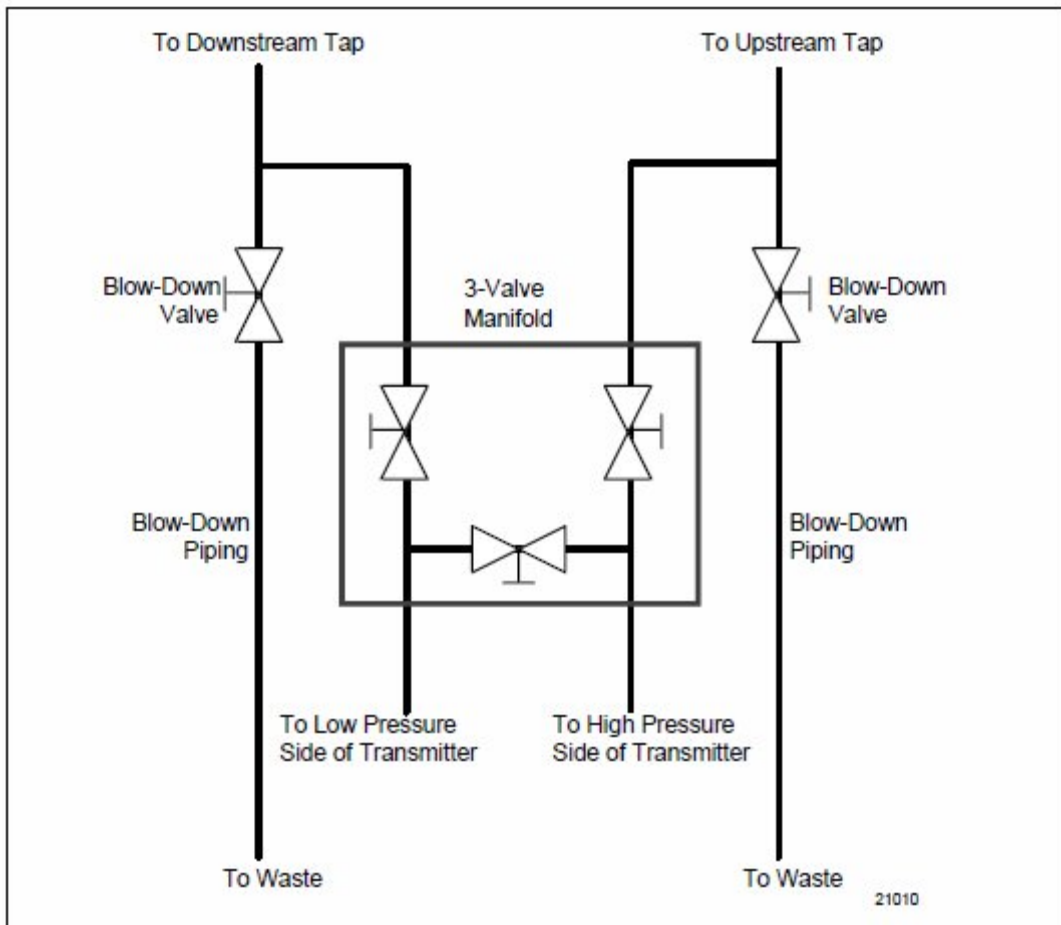 To Downstream Tap
To Upstream Tap
Blow-Down
Valve
3-Valve
Manifold
Blow-Down
Valve
Blow-Down
Piping
Blow-Down
Piping
To Low Pressure
Side of Transmitter
To High Pressure
Side of Transmitter
To Waste
To Waste
21010